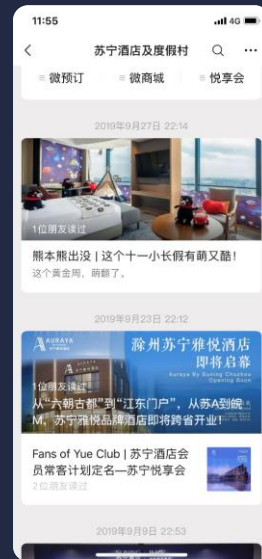 11:55
4G
苏宁酒店及度假村
微预订
微商城
悦享会
2019年9月27日 22:14
1位朋友读过
熊本熊出没 | 这个十一小长假有萌又酷!
这个黄金周，萌翻了。
2019年9月23日 22:12
AURAYA
滁州苏宁雅悦酒店
即将启幕
Auraya By Suning Chuzhou
Opening Soon
1位朋友读过
从“六朝古都”到“江东门户”，从苏A到皖
M，苏宁雅悦品牌酒店即将跨省开业!
Fans of Yue Club | 苏宁酒店会
员常客计划定名—苏宁悦享会
2位朋友读过
2019年9月9日 22:53